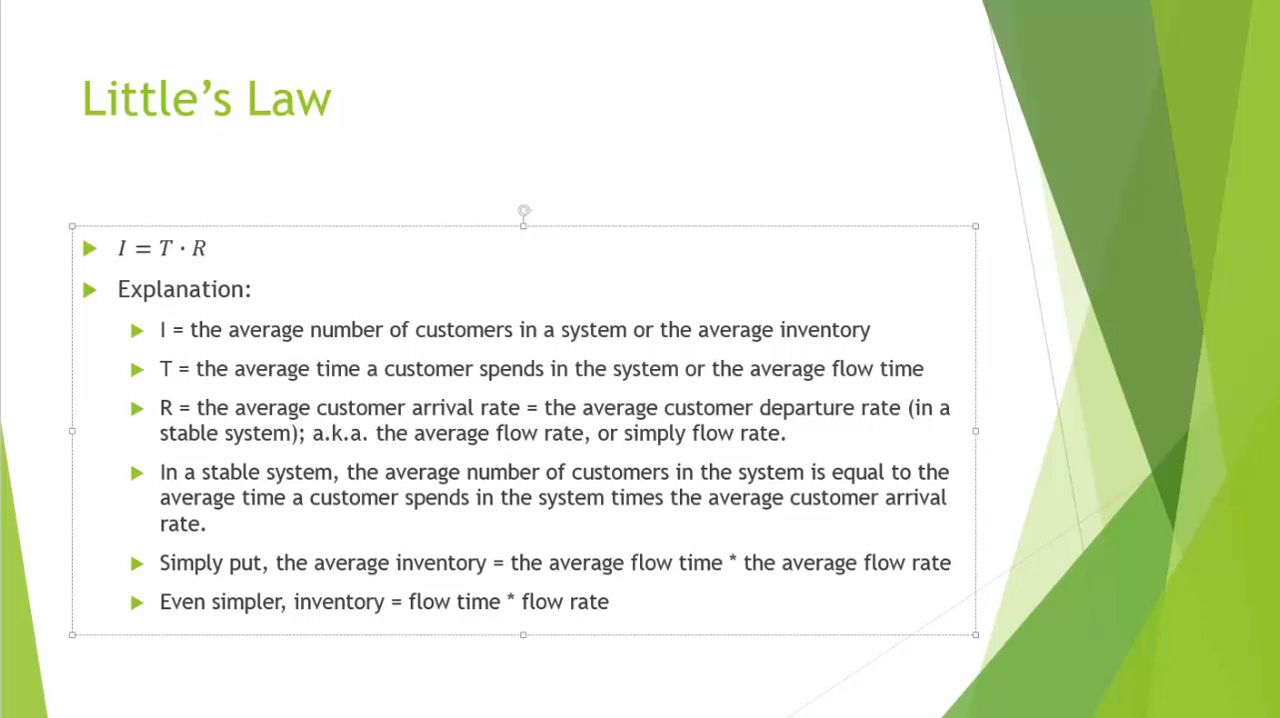 Little’s Law
I = T · R
Explanation:
I = the average number of customers in a system or the average inventory
T = the average time a customer spends in the system or the average flow time
R = the average customer arrival rate = the average customer departure rate (in a
stable system); a.k.a. the average flow rate, or simply flow rate.
In a stable system, the average number of customers in the system is equal to the
average time a customer spends in the system times the average customer arrival
rate.
Simply put, the average inventory = the average flow time * the average flow rate
Even simpler, inventory = flow time * flow rate